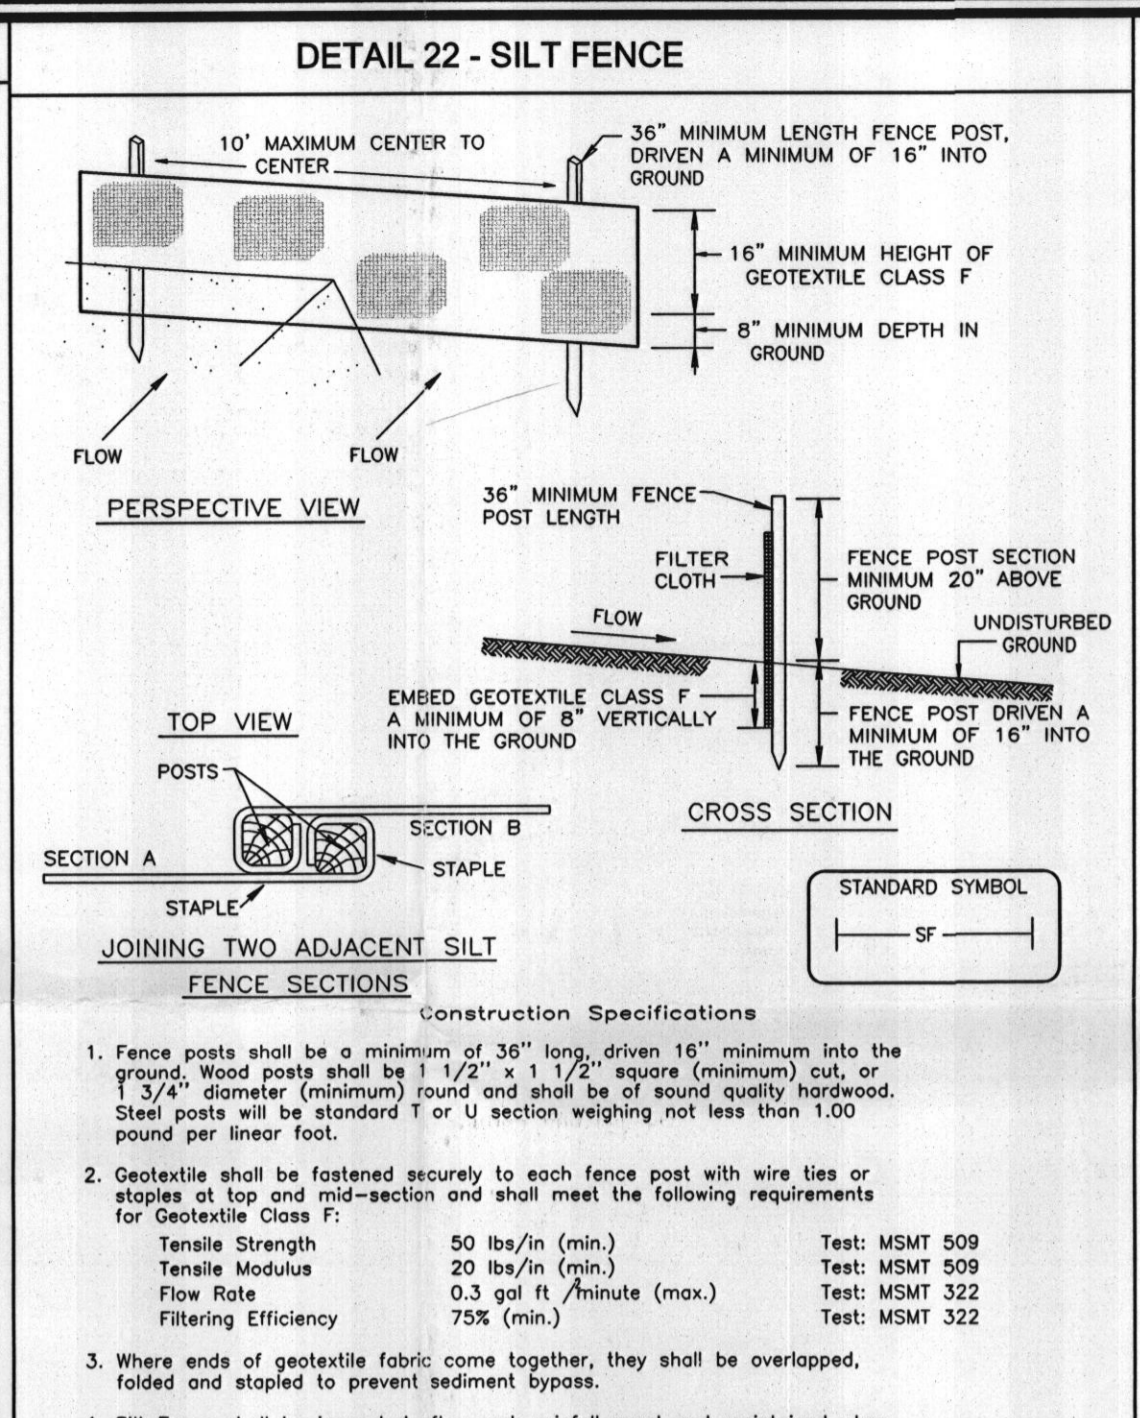 DETAIL 22 - SILT FENCE
10' MAXIMUM CENTER TO
CENTER
36" MINIMUM LENGTH FENCE POST,
DRIVEN A MINIMUM OF 16" INTO
GROUND
16" MINIMUM HEIGHT OF
GEOTEXTILE CLASS F
8" MINIMUM DEPTH IN
GROUND
FLOW
FLOW
PERSPECTIVE VIEW
36" MINIMUM FENCE
POST LENGTH
FILTER
CLOTH
FENCE POST SECTION
MINIMUM 20" ABOVE
GROUND
FLOW
UNDISTURBED
GROUND
EMBED GEOTEXTILE CLASS F
A MINIMUM OF 8" VERTICALLY
INTO THE GROUND
FENCE POST DRIVEN A
MINIMUM OF 16" INTO
THE GROUND
CROSS SECTION
TOP VIEW
POSTS
SECTION B
SECTION A
STAPLE
STAPLE
JOINING TWO ADJACENT SILT
FENCE SECTIONS
STANDARD SYMBOL
SF
Construction Specifications
1. Fence posts shall be a minimum of 36" long, driven 16" minimum into the
ground. Wood posts shall be 1 1/2" x 1 1/2" square (minimum) cut, or
1 3/4" diameter (minimum) round and shall be of sound quality hardwood.
Steel posts will be standard T or U section weighing not less than 1.00
pound per linear foot.
2. Geotextile shall be fastened securely to each fence post with wire ties or
staples at top and mid-section and shall meet the following requirements
for Geotextile Class F:
Tensile Strength 50 lbs/in (min.) Test: MSMT 509
Tensile Modulus 20 lbs/in (min.) Test: MSMT 509
Flow Rate 0.3 gal ft ²/minute (max.) Test: MSMT 322
Filtering Efficiency 75% (min.) Test: MSMT 322
3. Where ends of geotextile fabric come together, they shall be overlapped,
folded and stapled to prevent sediment bypass.